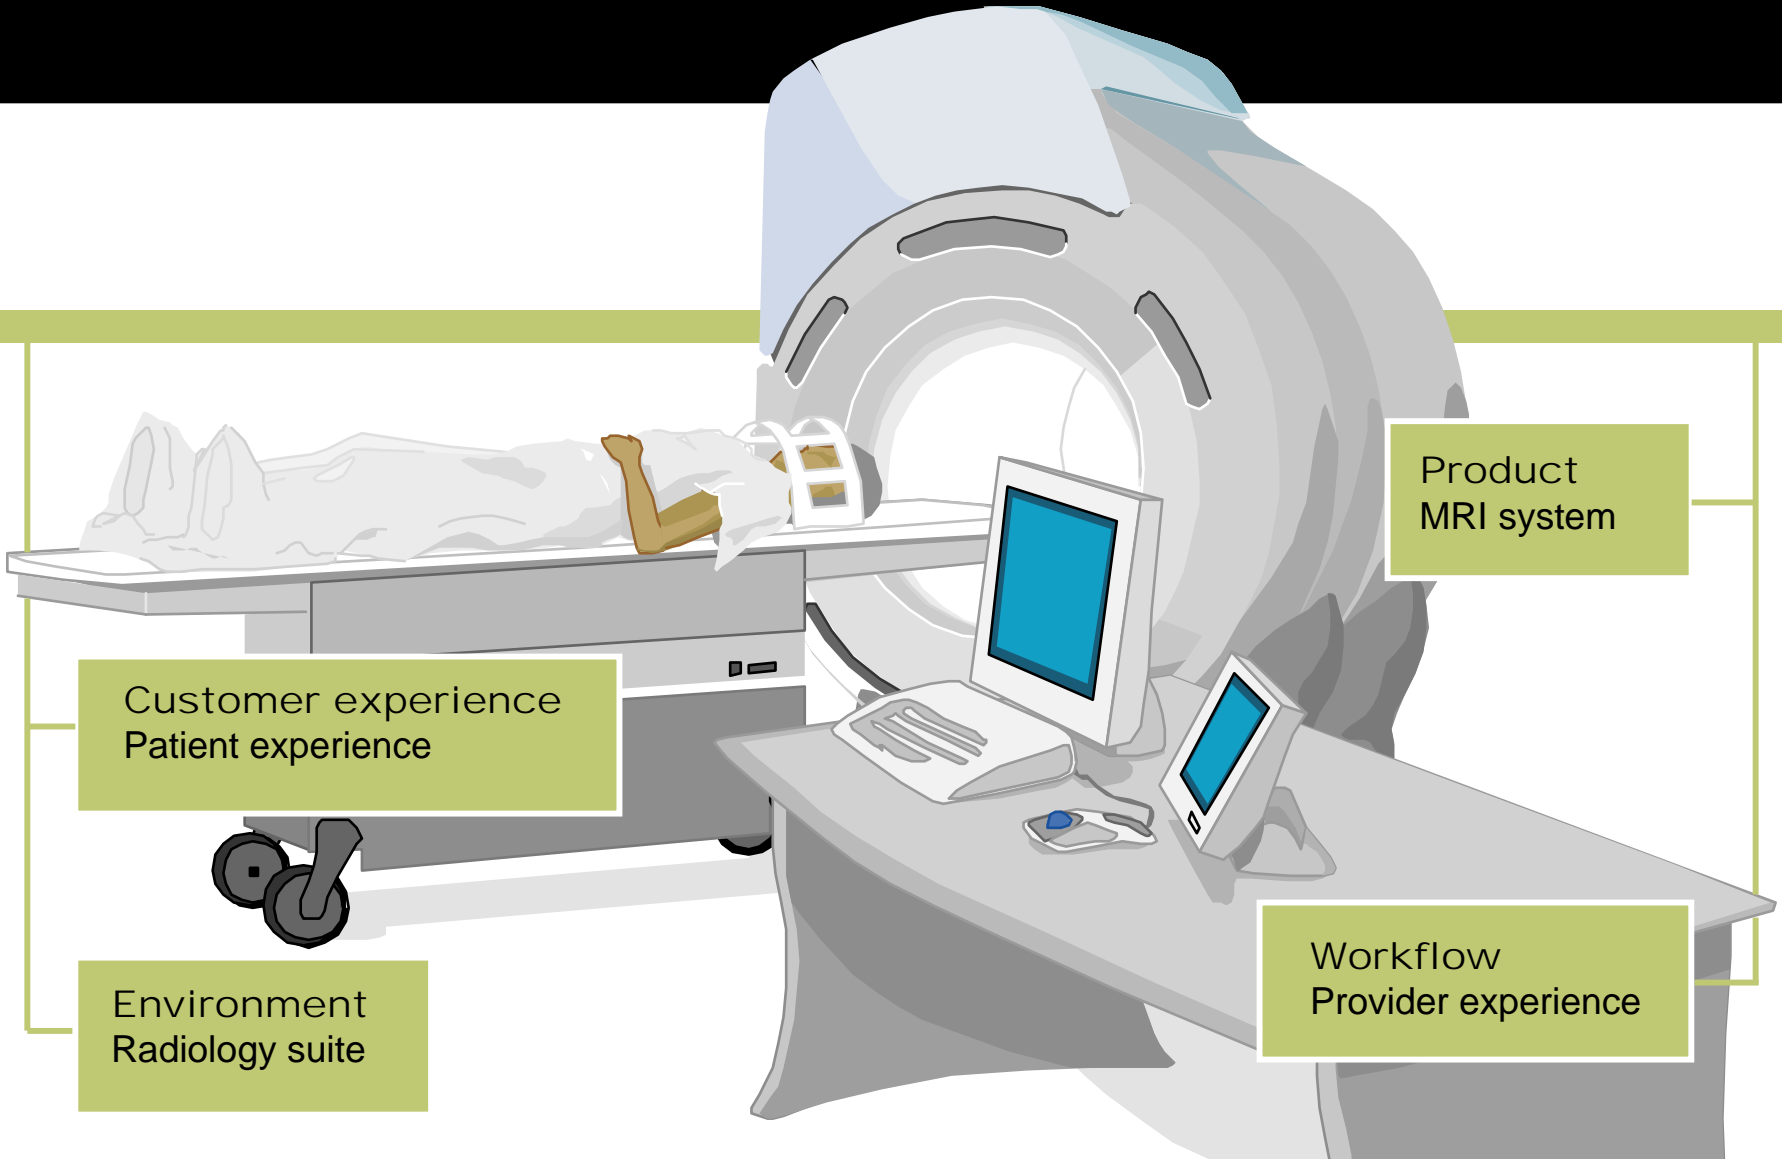 Product
MRI system
Customer experience
Patient experience
Workflow
Provider experience
Environment
Radiology suite